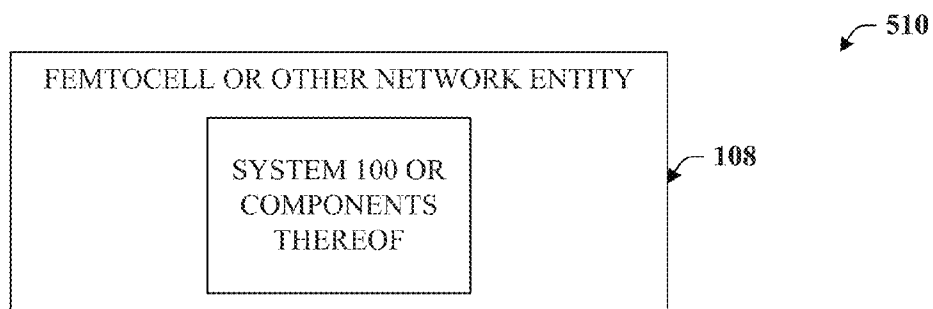 510
FEMTOCELL OR OTHER NETWORK ENTITY
SYSTEM 100 OR
COMPONENTS
THEREOF
108